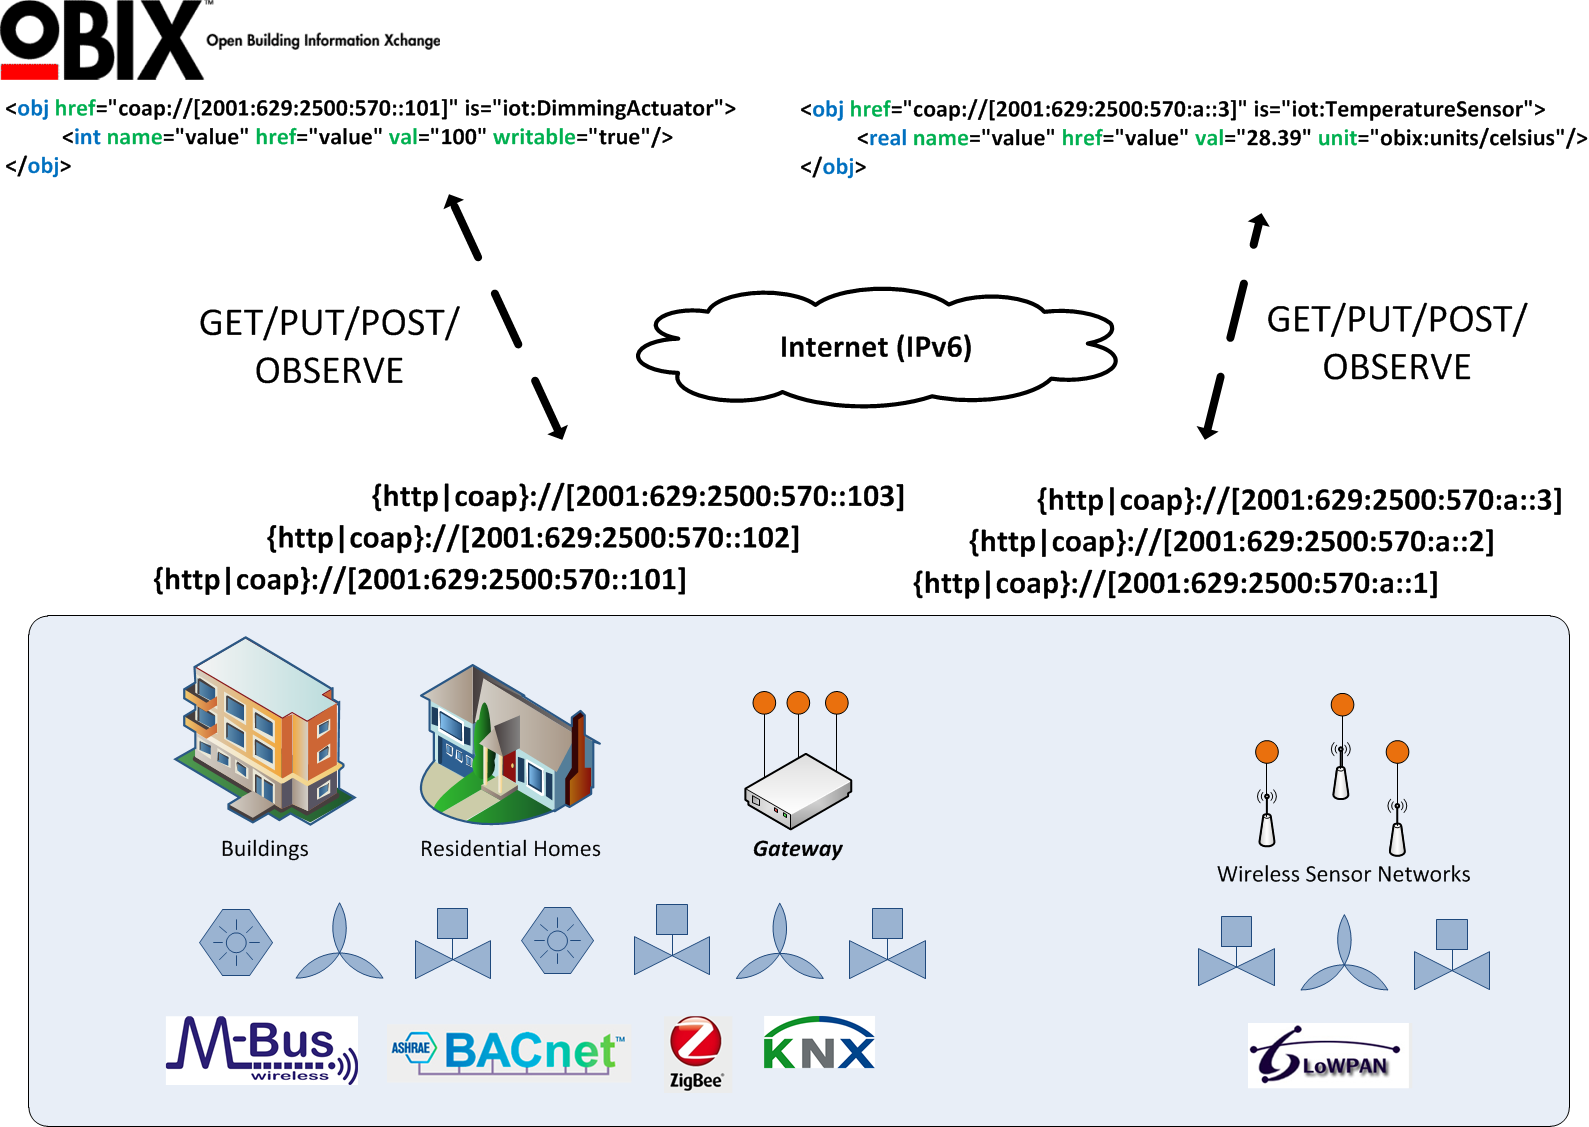 oBIX™ Open Building Information Xchange
<obj href="coap://[2001:629:2500:570::101]" is="iot:DimmingActuator">
<int name="value" href="value" val="100" writable="true"/>
</obj>
<obj href="coap://[2001:629:2500:570:a::3]" is="iot:TemperatureSensor">
<real name="value" href="value" val="28.39" unit="obix:units/celsius"/>
</obj>
GET/PUT/POST/
OBSERVE
Internet (IPv6)
GET/PUT/POST/
OBSERVE
{http|coap}://[2001:629:2500:570::103]
{http|coap}://[2001:629:2500:570::102]
{http|coap}://[2001:629:2500:570::101]
{http|coap}://[2001:629:2500:570:a::3]
{http|coap}://[2001:629:2500:570:a::2]
{http|coap}://[2001:629:2500:570:a::1]
Buildings
Residential Homes
Gateway
Wireless Sensor Networks
M-Bus
wireless
ASHRAE BACnet™
ZigBee®
KNX
6LoWPAN